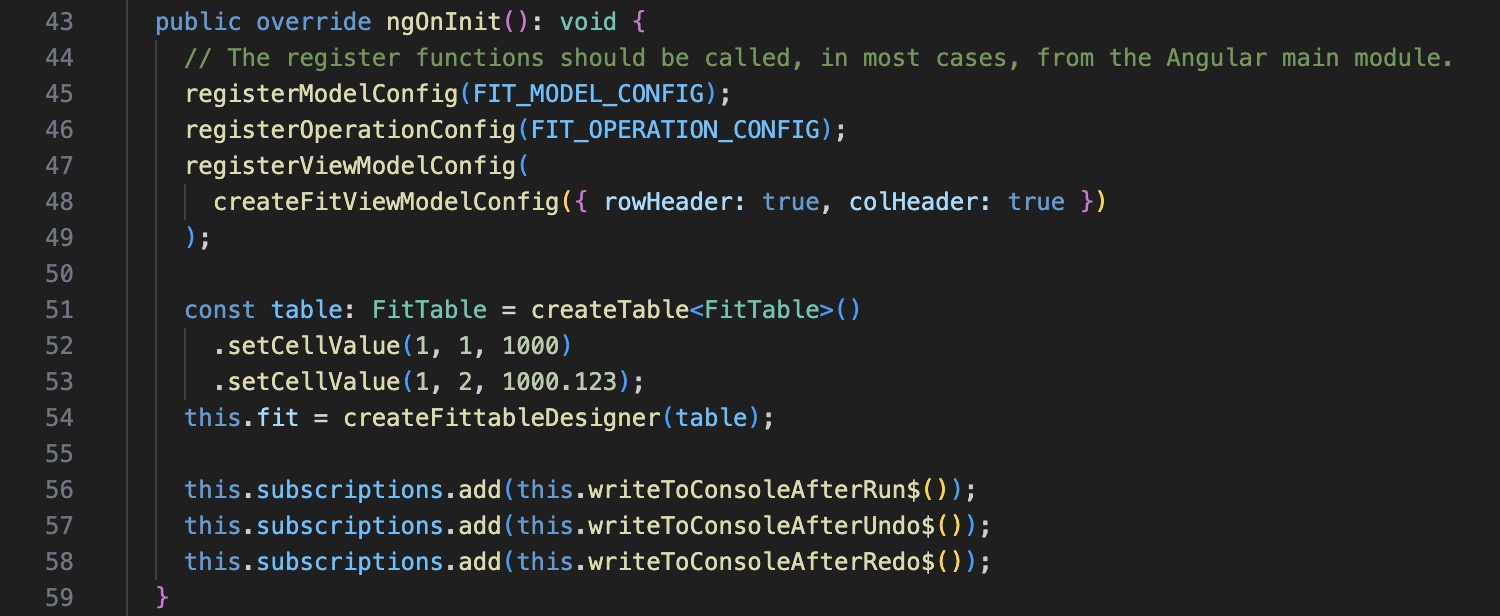 43 public override ngOnInit(): void {
44 // The register functions should be called, in most cases, from the Angular main module.
45 registerModelConfig(FIT_MODEL_CONFIG);
46 registerOperationConfig(FIT_OPERATION_CONFIG);
47 registerViewModelConfig(
48 createFitViewModelConfig({ rowHeader: true, colHeader: true })
49 );
50
51 const table: FitTable = createTable<FitTable>()
52 .setCellValue(1, 1, 1000)
53 .setCellValue(1, 2, 1000.123);
54 this.fit = createFittableDesigner(table);
55
56 this.subscriptions.add(this.writeToConsoleAfterRun$());
57 this.subscriptions.add(this.writeToConsoleAfterUndo$());
58 this.subscriptions.add(this.writeToConsoleAfterRedo$());
59 }